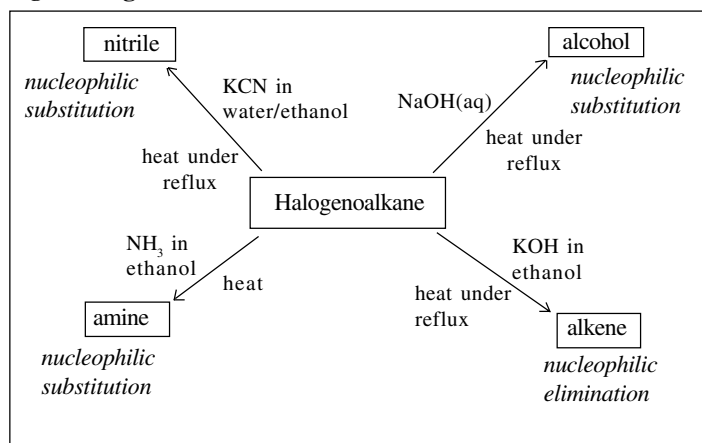 nitrile
nucleophilic
substitution
KCN in
water/ethanol
heat under
reflux
alcohol
nucleophilic
substitution
NaOH(aq)
heat under
reflux
Halogenoalkane
NH₃ in
ethanol
heat
amine
nucleophilic
substitution
KOH in
ethanol
heat under
reflux
alkene
nucleophilic
elimination